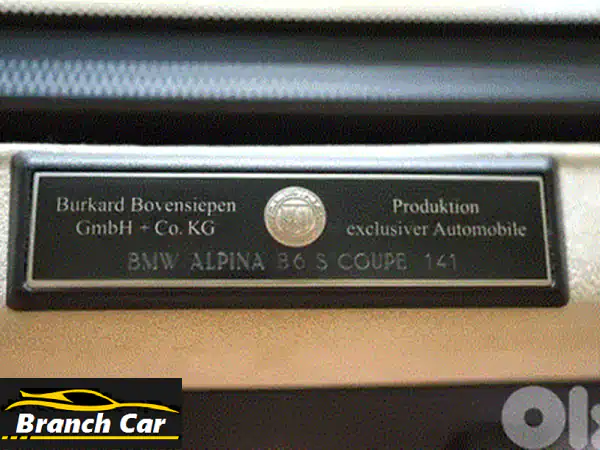 Burkard Bovensiepen
GmbH + Co. KG
Produktion
exclusiver Automobile
BMW ALPINA B6 S COUPE 141
Branch Car